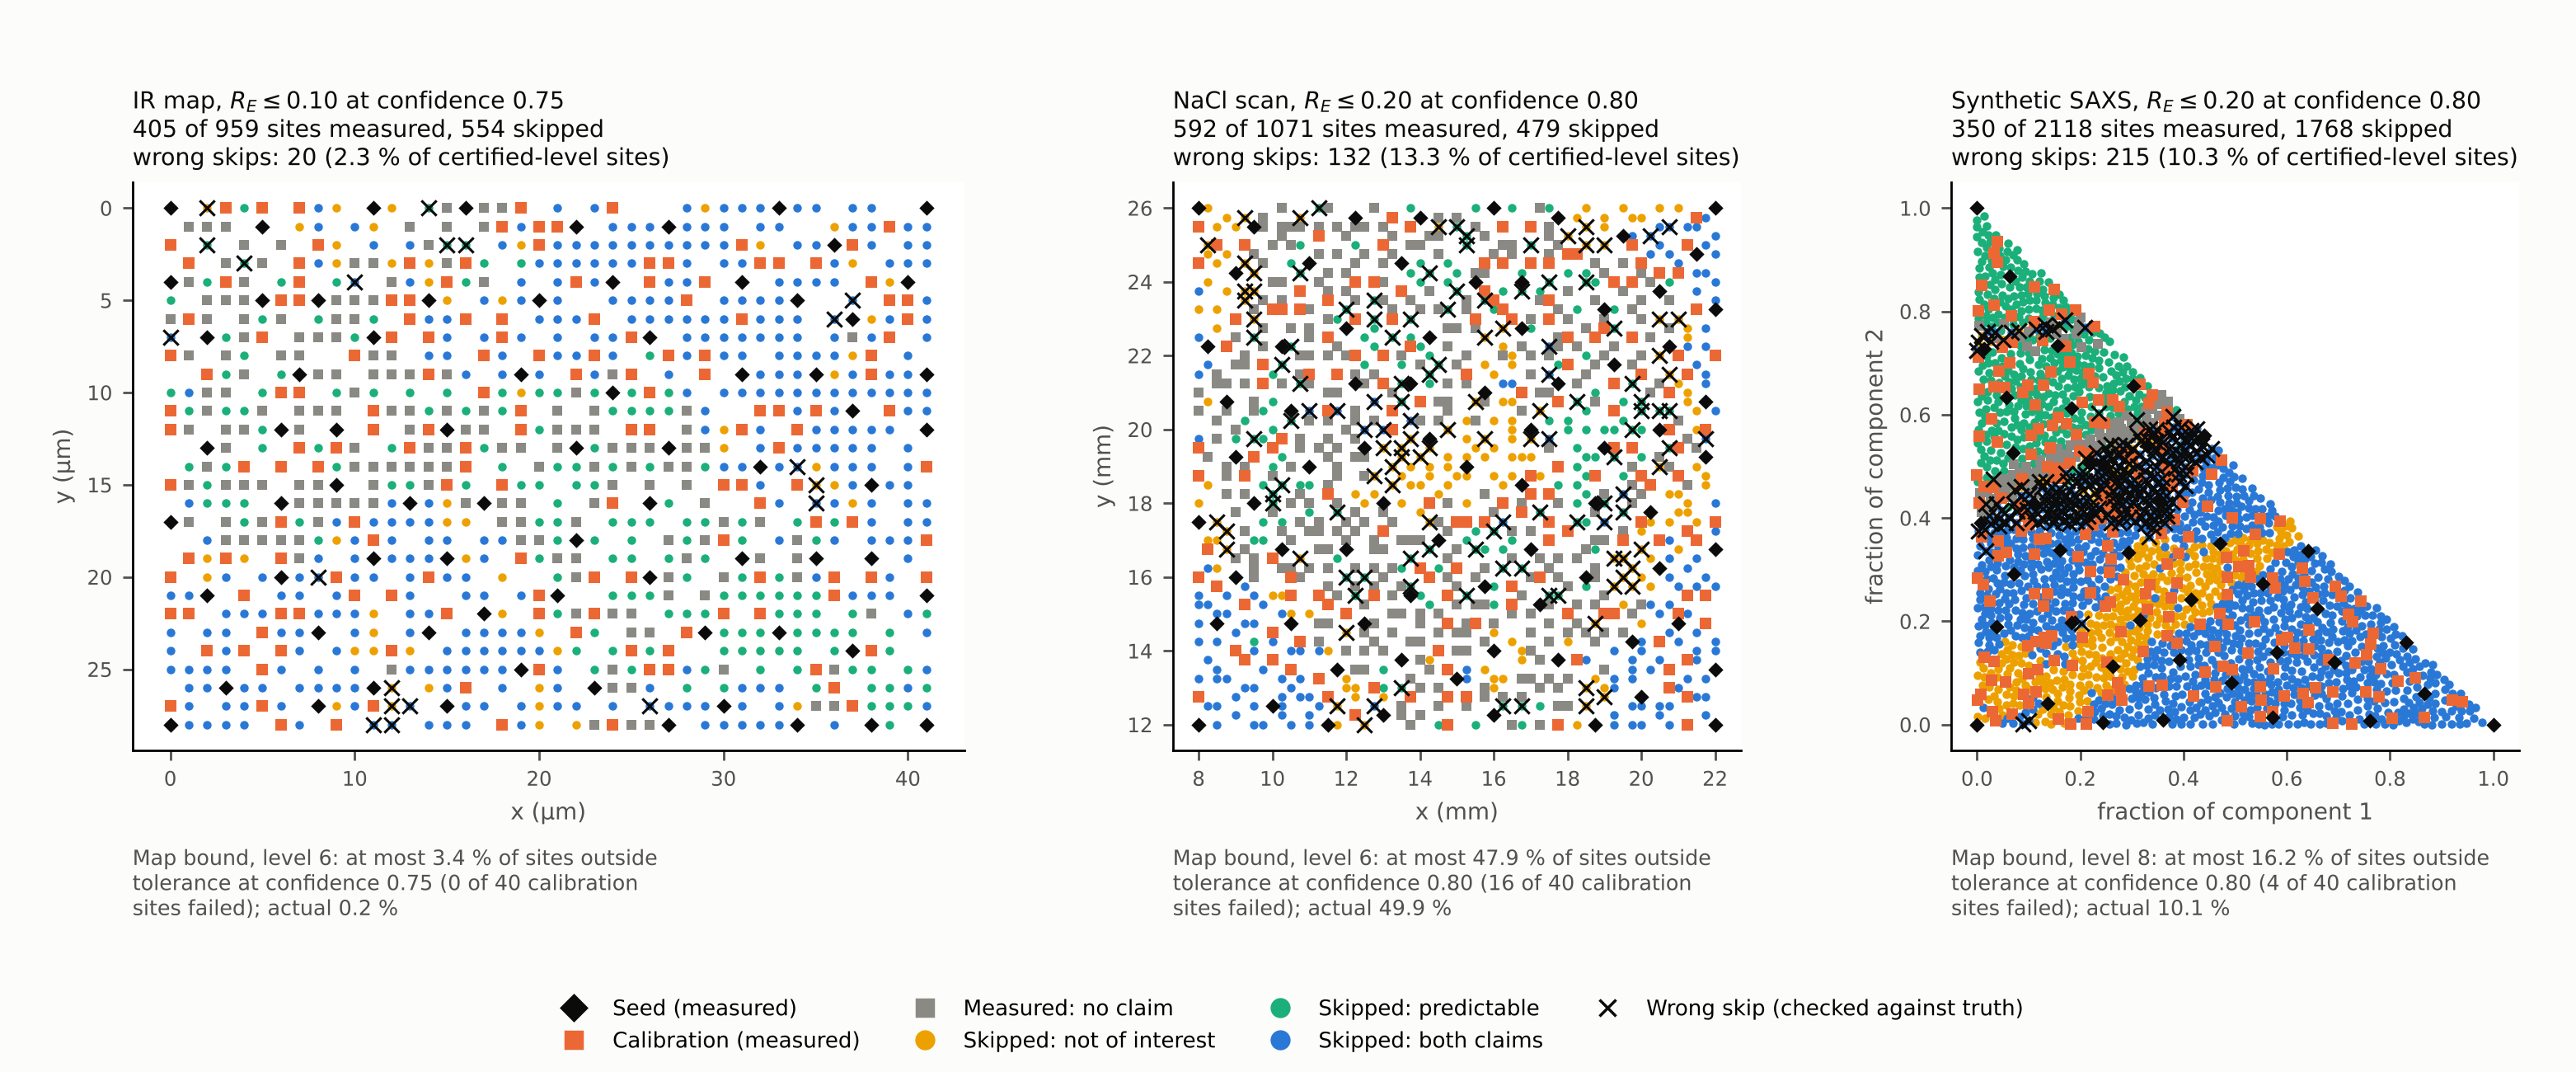 IR map, R_E ≤ 0.10 at confidence 0.75
405 of 959 sites measured, 554 skipped
wrong skips: 20 (2.3 % of certified-level sites)
0
5
10
15
20
25
y (µm)
0 10 20 30 40
x (µm)
Map bound, level 6: at most 3.4 % of sites outside
tolerance at confidence 0.75 (0 of 40 calibration
sites failed); actual 0.2 %
NaCl scan, R_E ≤ 0.20 at confidence 0.80
592 of 1071 sites measured, 479 skipped
wrong skips: 132 (13.3 % of certified-level sites)
26
24
22
20
18
16
14
12
y (mm)
8 10 12 14 16 18 20 22
x (mm)
Map bound, level 6: at most 47.9 % of sites outside
tolerance at confidence 0.80 (16 of 40 calibration
sites failed); actual 49.9 %
Synthetic SAXS, R_E ≤ 0.20 at confidence 0.80
350 of 2118 sites measured, 1768 skipped
wrong skips: 215 (10.3 % of certified-level sites)
1.0
0.8
0.6
0.4
0.2
0.0
fraction of component 2
0.0 0.2 0.4 0.6 0.8 1.0
fraction of component 1
Map bound, level 8: at most 16.2 % of sites outside
tolerance at confidence 0.80 (4 of 40 calibration
sites failed); actual 10.1 %
Seed (measured)
Calibration (measured)
Measured: no claim
Skipped: not of interest
Skipped: predictable
Skipped: both claims
Wrong skip (checked against truth)